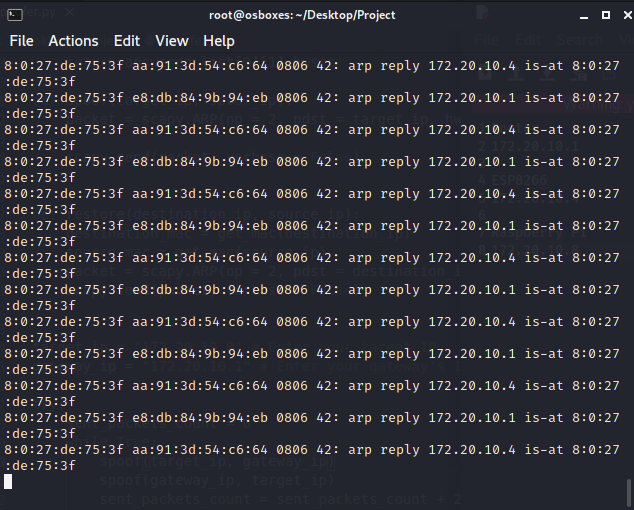 root@osboxes:~/Desktop/Project
File Actions Edit View Help
8:0:27:de:75:3f aa:91:3d:54:c6:64 0806 42: arp reply 172.20.10.4 is-at 8:0:27
:de:75:3f
8:0:27:de:75:3f e8:db:84:9b:94:eb 0806 42: arp reply 172.20.10.1 is-at 8:0:27
:de:75:3f
8:0:27:de:75:3f aa:91:3d:54:c6:64 0806 42: arp reply 172.20.10.4 is-at 8:0:27
:de:75:3f
8:0:27:de:75:3f e8:db:84:9b:94:eb 0806 42: arp reply 172.20.10.1 is-at 8:0:27
:de:75:3f
8:0:27:de:75:3f aa:91:3d:54:c6:64 0806 42: arp reply 172.20.10.4 is-at 8:0:27
:de:75:3f
8:0:27:de:75:3f e8:db:84:9b:94:eb 0806 42: arp reply 172.20.10.1 is-at 8:0:27
:de:75:3f
8:0:27:de:75:3f aa:91:3d:54:c6:64 0806 42: arp reply 172.20.10.4 is-at 8:0:27
:de:75:3f
8:0:27:de:75:3f e8:db:84:9b:94:eb 0806 42: arp reply 172.20.10.1 is-at 8:0:27
:de:75:3f
8:0:27:de:75:3f aa:91:3d:54:c6:64 0806 42: arp reply 172.20.10.4 is-at 8:0:27
:de:75:3f
8:0:27:de:75:3f e8:db:84:9b:94:eb 0806 42: arp reply 172.20.10.1 is-at 8:0:27
:de:75:3f
8:0:27:de:75:3f aa:91:3d:54:c6:64 0806 42: arp reply 172.20.10.4 is-at 8:0:27
:de:75:3f
8:0:27:de:75:3f e8:db:84:9b:94:eb 0806 42: arp reply 172.20.10.1 is-at 8:0:27
:de:75:3f
8:0:27:de:75:3f aa:91:3d:54:c6:64 0806 42: arp reply 172.20.10.4 is-at 8:0:27
:de:75:3f
spoof(target_ip, gateway_ip)
spoof(gateway_ip, target_ip)
sent_packets_count = sent_packets_count + 2